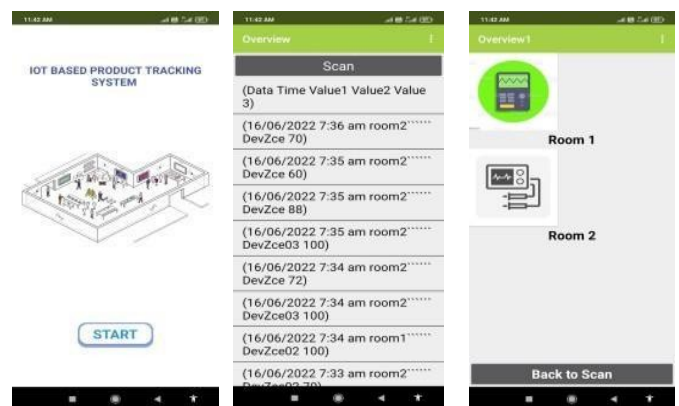 11:42 AM
IOT BASED PRODUCT TRACKING
SYSTEM
START
11:42 AM
Overview
Scan
(Data Time Value1 Value2 Value
3)
(16/06/2022 7:36 am room2``````
DevZce 70)
(16/06/2022 7:35 am room2``````
DevZce 60)
(16/06/2022 7:35 am room2``````
DevZce 88)
(16/06/2022 7:35 am room2``````
DevZce03 100)
(16/06/2022 7:34 am room2``````
DevZce 72)
(16/06/2022 7:34 am room2``````
DevZce03 100)
(16/06/2022 7:34 am room1``````
DevZce02 100)
(16/06/2022 7:33 am room2``````
11:42 AM
Overview1
Room 1
Room 2
Back to Scan